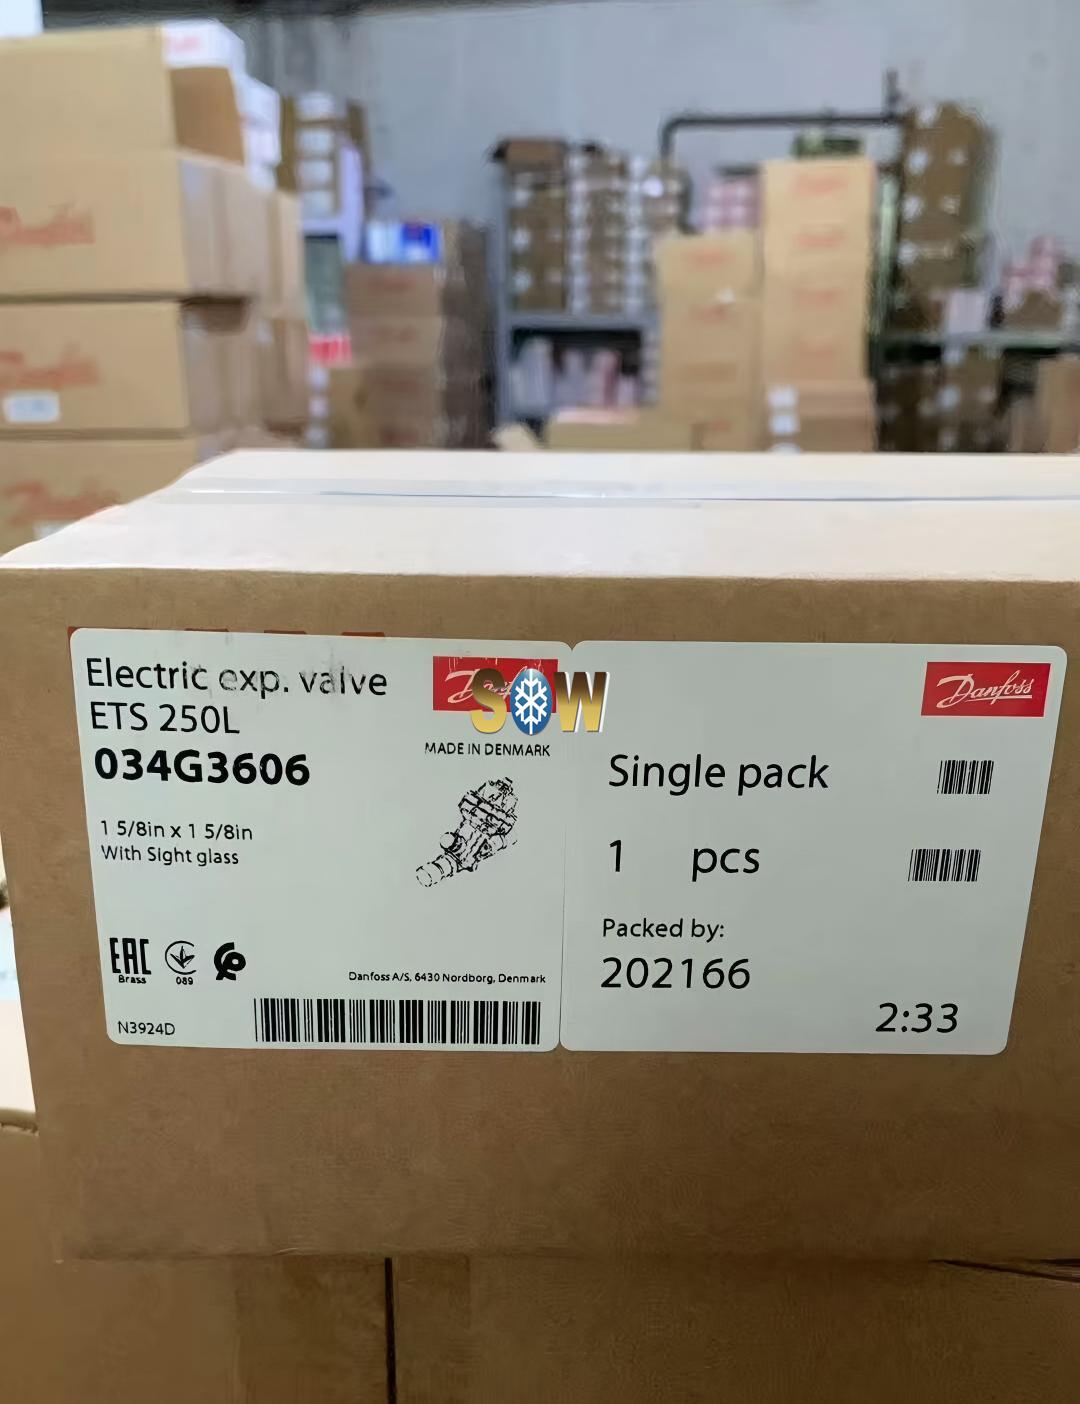 Electric exp. valve
ETS 250L
034G3606
1 5/8in x 1 5/8in
With Sight glass
SOW
MADE IN DENMARK
EAC
Brass
089
Danfoss A/S, 6430 Nordborg, Denmark
N3924D
Danfoss
Single pack
1 pcs
Packed by:
202166
2:33